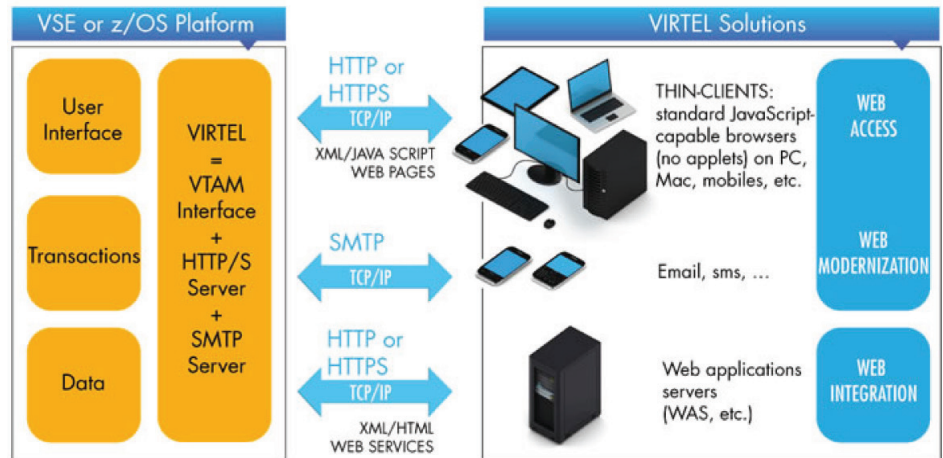 VSE or z/OS Platform
VIRTEL Solutions
User
Interface
Transactions
Data
VIRTEL
=
VTAM
Interface
+
HTTP/S
Server
+
SMTP
Server
HTTP or
HTTPS
TCP/IP
XML/JAVA SCRIPT
WEB PAGES
SMTP
TCP/IP
HTTP or
HTTPS
TCP/IP
XML/HTML
WEB SERVICES
THIN-CLIENTS:
standard JavaScript-
capable browsers
(no applets) on PC,
Mac, mobiles, etc.
Email, sms, ...
Web applications
servers
(WAS, etc.)
WEB
ACCESS
WEB
MODERNIZATION
WEB
INTEGRATION